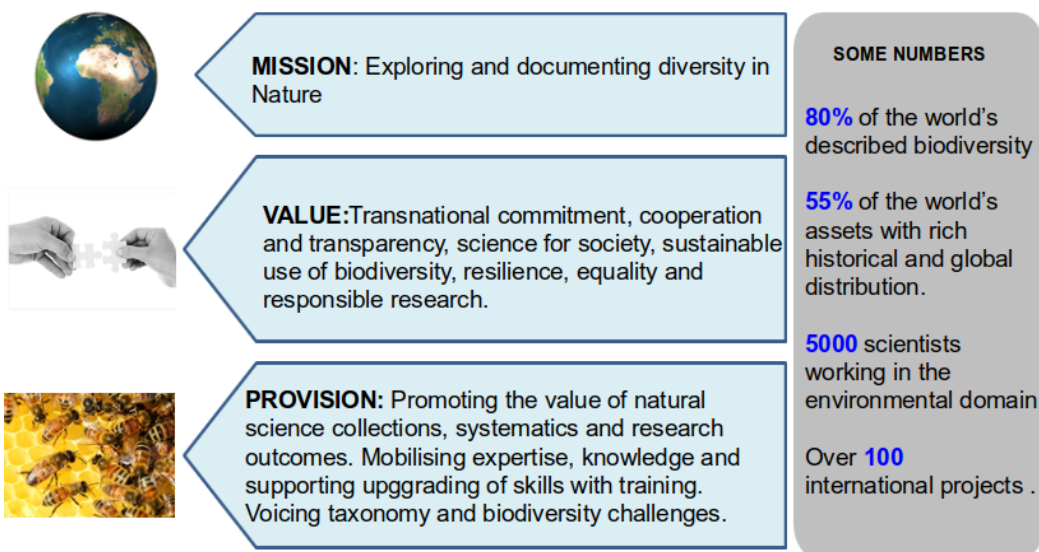 MISSION: Exploring and documenting diversity in
Nature
VALUE:Transnational commitment, cooperation
and transparency, science for society, sustainable
use of biodiversity, resilience, equality and
responsible research.
PROVISION: Promoting the value of natural
science collections, systematics and research
outcomes. Mobilising expertise, knowledge and
supporting upggrading of skills with training.
Voicing taxonomy and biodiversity challenges.
SOME NUMBERS
80% of the world's
described biodiversity
55% of the world's
assets with rich
historical and global
distribution.
5000 scientists
working in the
environmental domain
Over 100
international projects .